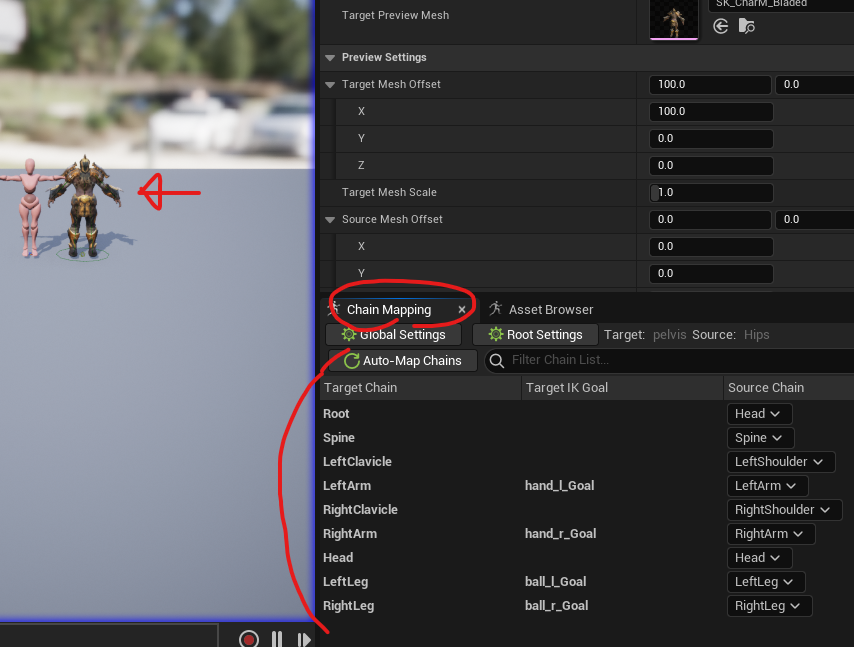 SK_CharM_Bladed
Target Preview Mesh
Preview Settings
Target Mesh Offset 100.0 0.0
X 100.0
Y 0.0
Z 0.0
Target Mesh Scale 1.0
Source Mesh Offset 0.0 0.0
X 0.0
Y 0.0
Chain Mapping × Asset Browser
Global Settings Root Settings Target: pelvis Source: Hips
Auto-Map Chains Filter Chain List...
Target Chain Target IK Goal Source Chain
Root Head
Spine Spine
LeftClavicle LeftShoulder
LeftArm hand_l_Goal LeftArm
RightClavicle RightShoulder
RightArm hand_r_Goal RightArm
Head Head
LeftLeg ball_l_Goal LeftLeg
RightLeg ball_r_Goal RightLeg